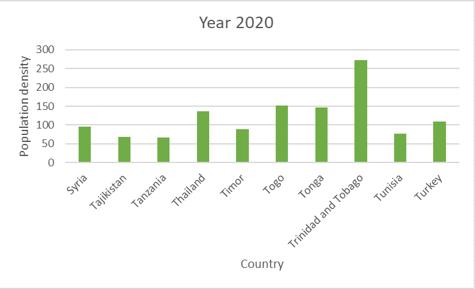 Year 2020
Population density
300
250
200
150
100
50
0
Syria
Tajikistan
Tanzania
Thailand
Timor
Togo
Tonga
Trinidad and Tobago
Tunisia
Turkey
Country